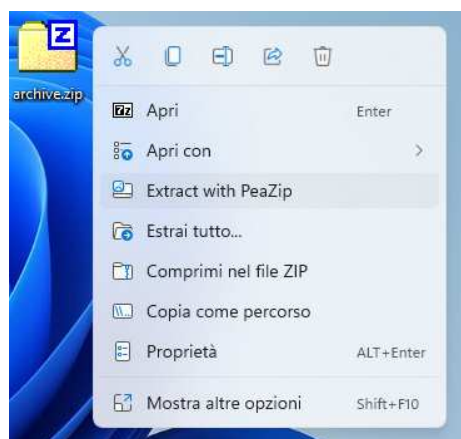 Z
archive.zip
7z
Apri
Enter
Apri con
Extract with PeaZip
Estrai tutto...
Comprimi nel file ZIP
Copia come percorso
Proprietà
ALT+Enter
Mostra altre opzioni
Shift+F10